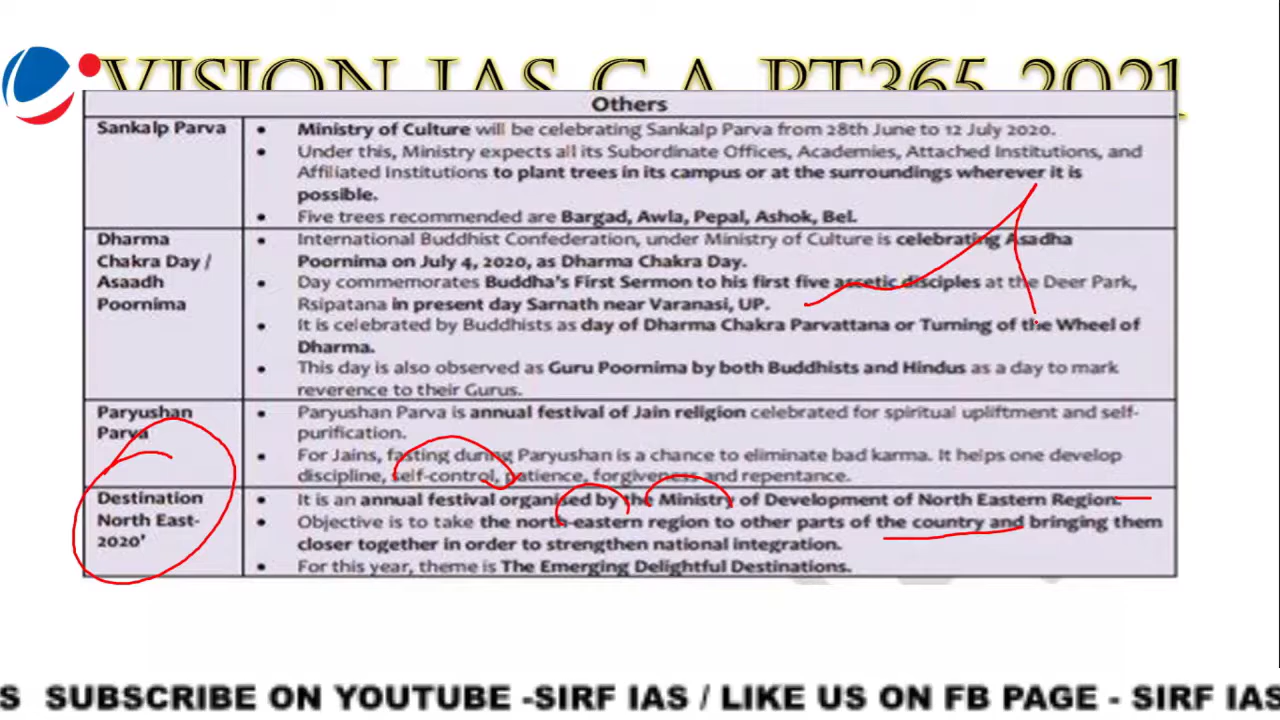 VISION IAS C.A PT365 2021
Others
Sankalp Parva
• Ministry of Culture will be celebrating Sankalp Parva from 28th June to 12 July 2020.
• Under this, Ministry expects all its Subordinate Offices, Academies, Attached Institutions, and
Affiliated Institutions to plant trees in its campus or at the surroundings wherever it is
possible.
• Five trees recommended are Bargad, Awla, Pepal, Ashok, Bel.
Dharma
Chakra Day /
Asaadh
Poornima
• International Buddhist Confederation, under Ministry of Culture is celebrating Asadha
Poornima on July 4, 2020, as Dharma Chakra Day.
• Day commemorates Buddha's First Sermon to his first five ascetic disciples at the Deer Park,
Rsipatana in present day Sarnath near Varanasi, UP.
• It is celebrated by Buddhists as day of Dharma Chakra Parvattana or Turning of the Wheel of
Dharma.
• This day is also observed as Guru Poornima by both Buddhists and Hindus as a day to mark
reverence to their Gurus.
Paryushan
Parva
• Paryushan Parva is annual festival of Jain religion celebrated for spiritual upliftment and self-
purification.
• For Jains, fasting during Paryushan is a chance to eliminate bad karma. It helps one develop
discipline, self-control, patience, forgiveness and repentance.
Destination
North East-
2020'
• It is an annual festival organised by the Ministry of Development of North Eastern Region.
• Objective is to take the north-eastern region to other parts of the country and bringing them
closer together in order to strengthen national integration.
• For this year, theme is The Emerging Delightful Destinations.
S SUBSCRIBE ON YOUTUBE -SIRF IAS / LIKE US ON FB PAGE - SIRF IAS